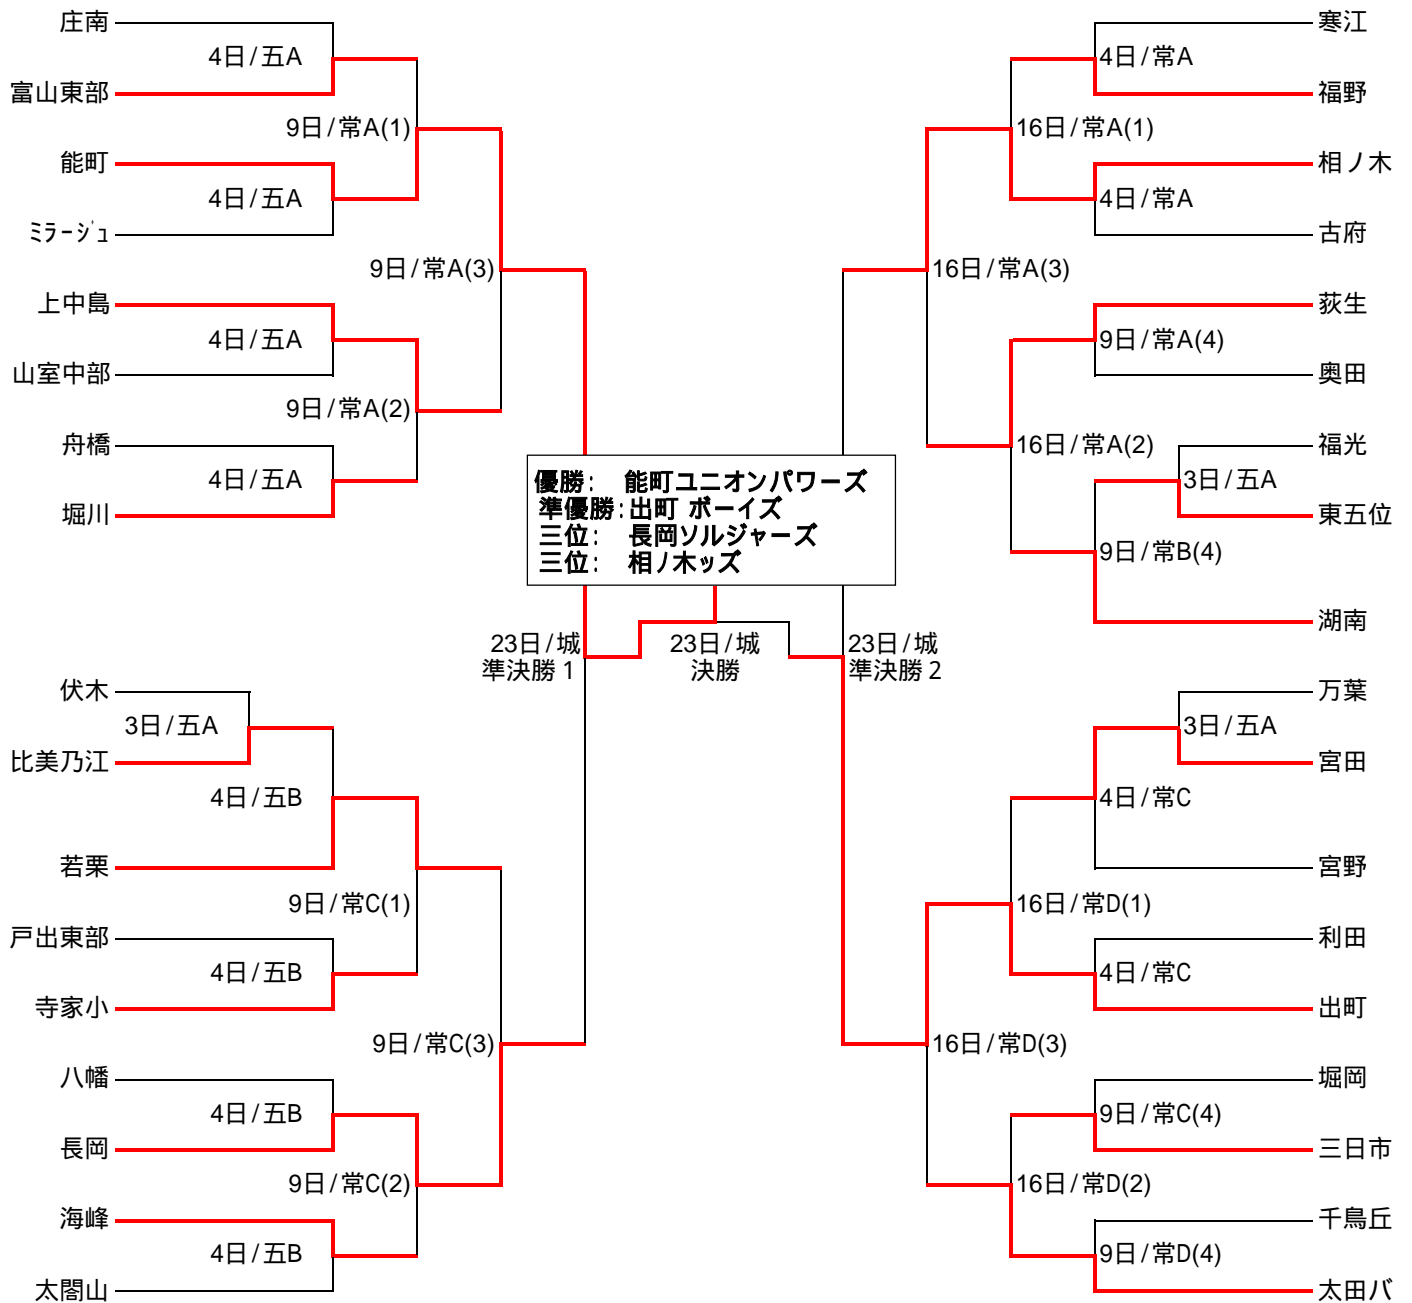 庄南
4日/五A
富山東部
9日/常A(1)
能町
4日/五A
ﾐﾗｰｼﾞｭ
9日/常A(3)
上中島
4日/五A
山室中部
9日/常A(2)
舟橋
4日/五A
堀川
寒江
4日/常A
福野
16日/常A(1)
相ノ木
4日/常A
古府
16日/常A(3)
荻生
9日/常A(4)
奥田
16日/常A(2)
福光
3日/五A
東五位
9日/常B(4)
湖南
優勝: 能町ユニオンパワーズ
準優勝:出町 ボーイズ
三位: 長岡ソルジャーズ
三位: 相ノ木ッズ
23日/城
準決勝1
23日/城
決勝
23日/城
準決勝2
伏木
3日/五A
比美乃江
4日/五B
若栗
9日/常C(1)
戸出東部
4日/五B
寺家小
9日/常C(3)
八幡
4日/五B
長岡
9日/常C(2)
海峰
4日/五B
太閤山
万葉
3日/五A
宮田
4日/常C
宮野
16日/常D(1)
利田
4日/常C
出町
16日/常D(3)
堀岡
9日/常C(4)
三日市
16日/常D(2)
千鳥丘
9日/常D(4)
太田バ